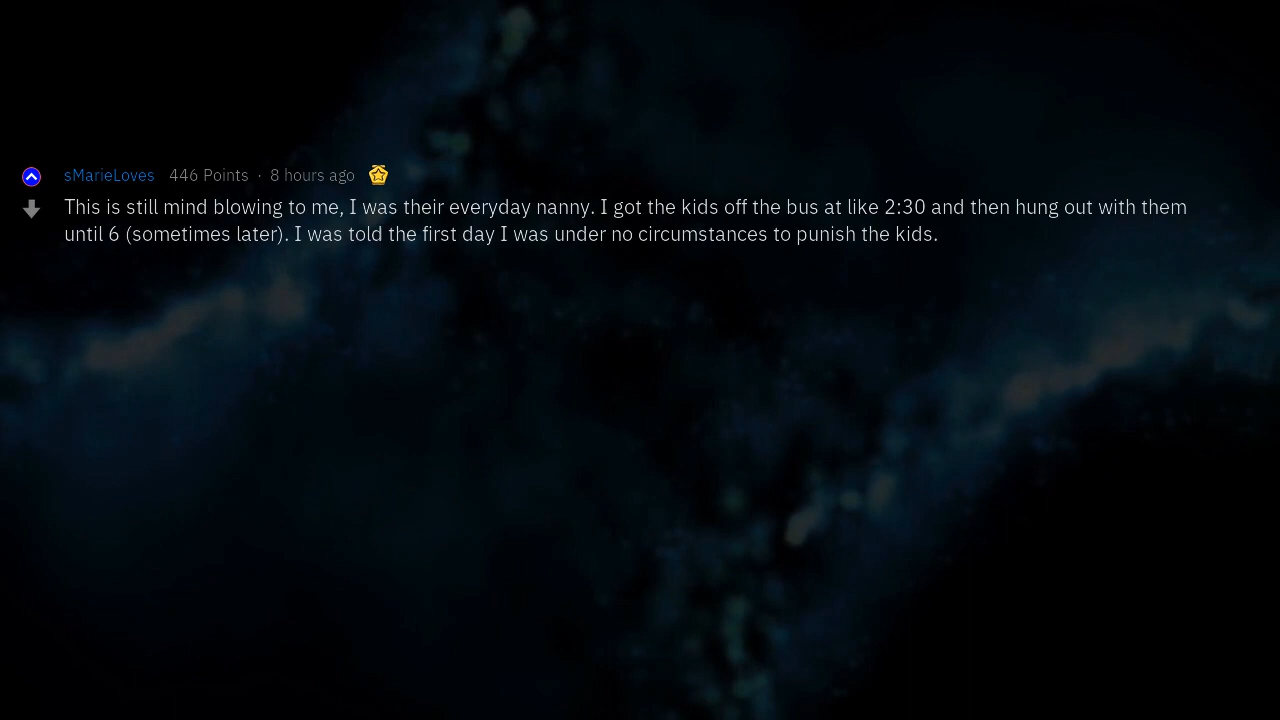 sMarieLoves 446 Points · 8 hours ago
This is still mind blowing to me, I was their everyday nanny. I got the kids off the bus at like 2:30 and then hung out with them
until 6 (sometimes later). I was told the first day I was under no circumstances to punish the kids.